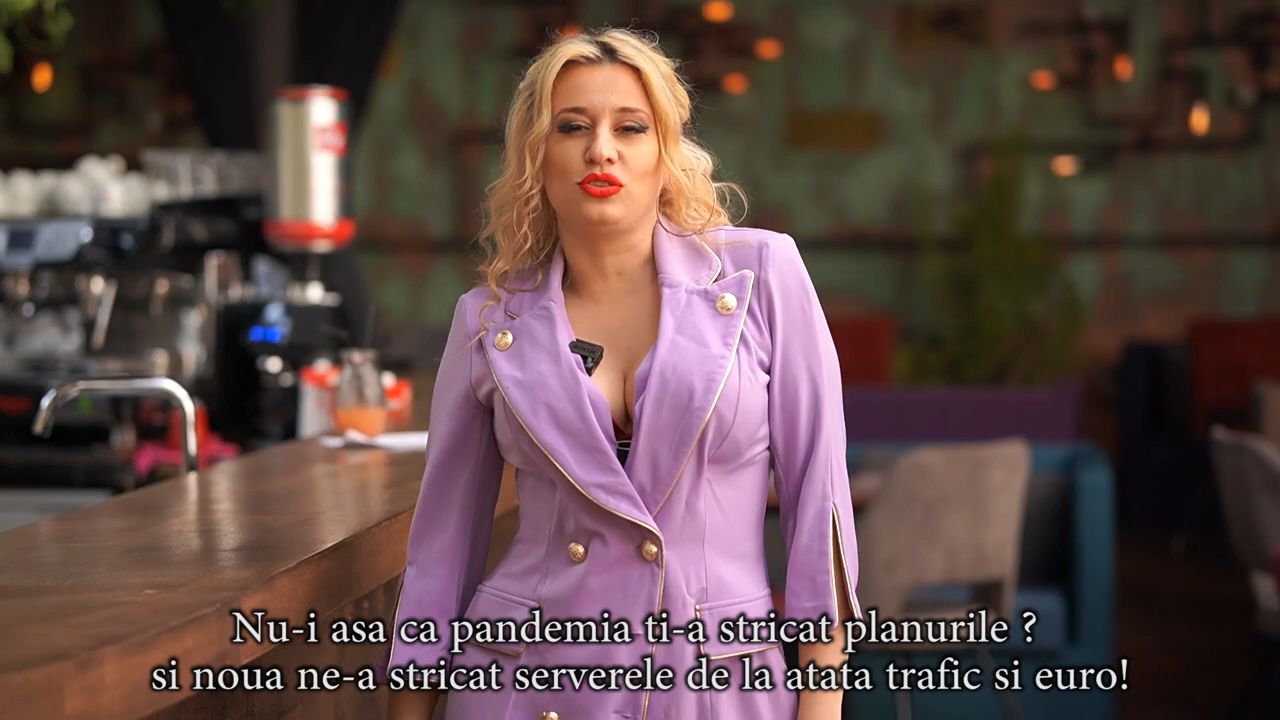 Nu-i asa ca pandemia ti-a stricat planurile ?
si noua ne-a stricat serverele de la atata trafic si euro!